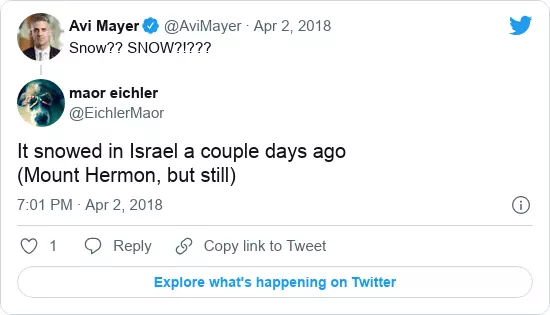 Avi Mayer @AviMayer · Apr 2, 2018
Snow?? SNOW?!???
maor eichler
@EichlerMaor
It snowed in Israel a couple days ago
(Mount Hermon, but still)
7:01 PM · Apr 2, 2018
1 Reply Copy link to Tweet
Explore what's happening on Twitter